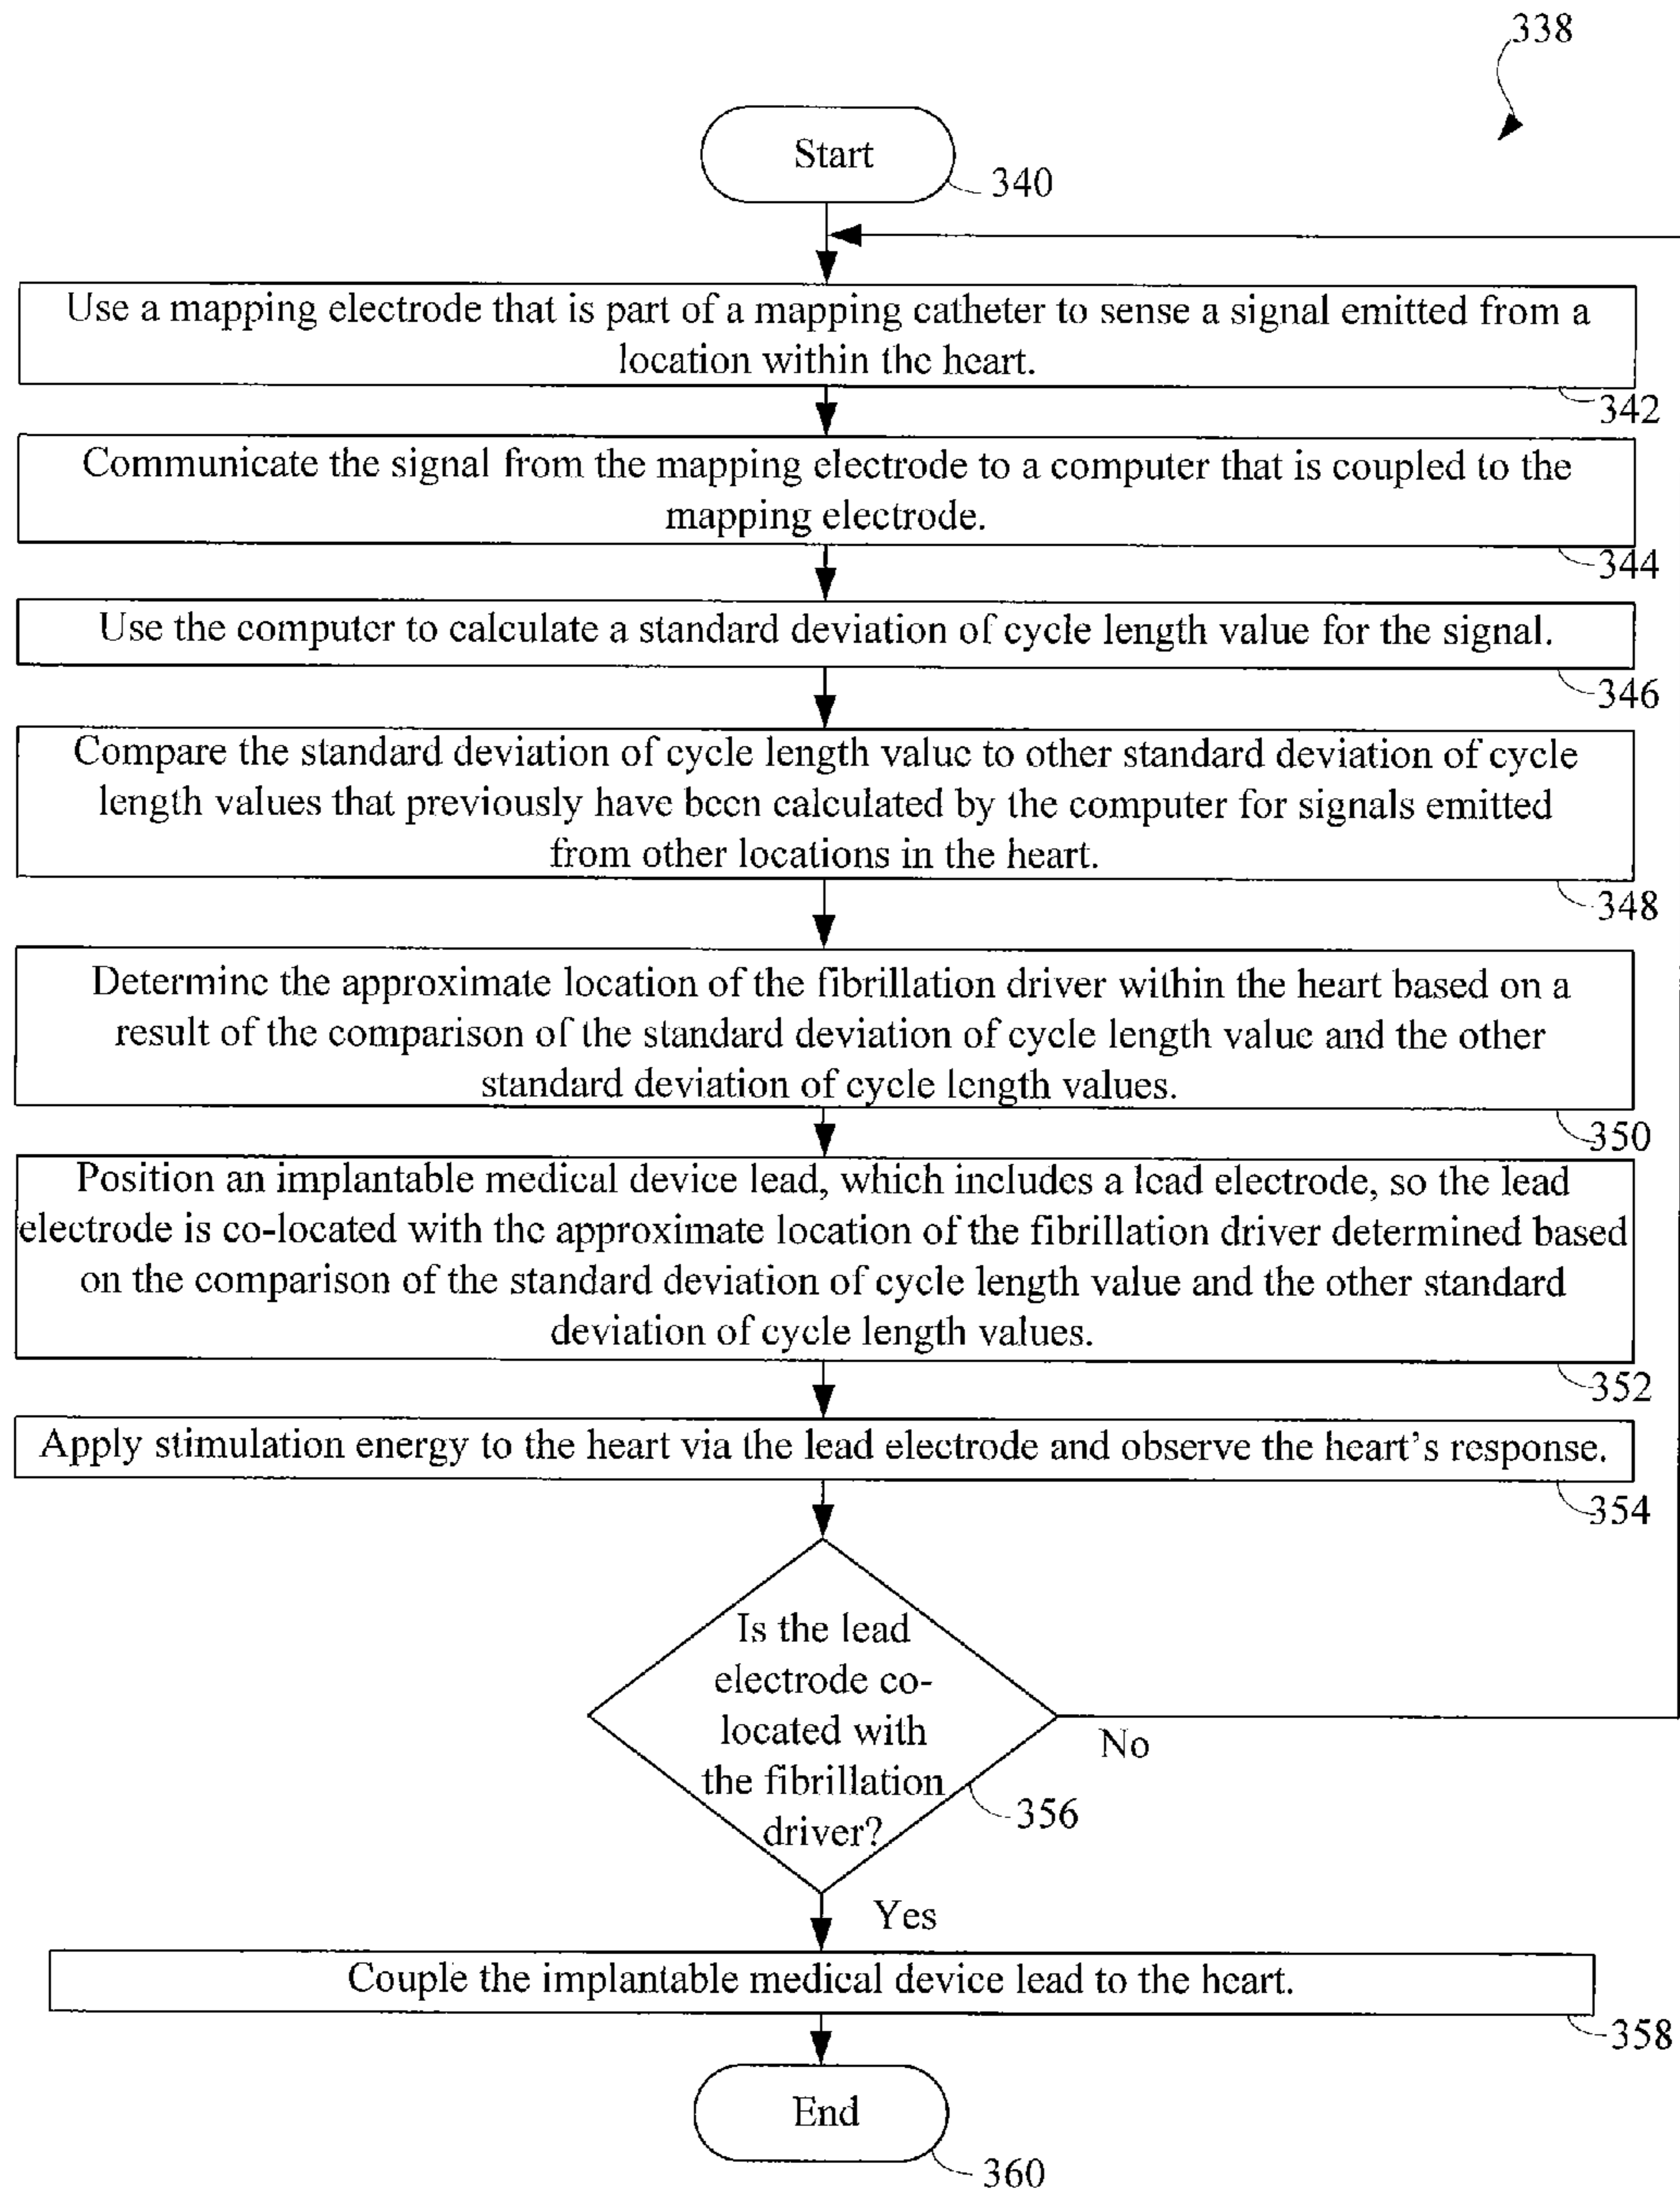 338
Start
340
Use a mapping electrode that is part of a mapping catheter to sense a signal emitted from a
location within the heart.
342
Communicate the signal from the mapping electrode to a computer that is coupled to the
mapping electrode.
344
Use the computer to calculate a standard deviation of cycle length value for the signal.
346
Compare the standard deviation of cycle length value to other standard deviation of cycle
length values that previously have been calculated by the computer for signals emitted
from other locations in the heart.
348
Determine the approximate location of the fibrillation driver within the heart based on a
result of the comparison of the standard deviation of cycle length value and the other
standard deviation of cycle length values.
350
Position an implantable medical device lead, which includes a lead electrode, so the lead
electrode is co-located with the approximate location of the fibrillation driver determined based
on the comparison of the standard deviation of cycle length value and the other standard
deviation of cycle length values.
352
Apply stimulation energy to the heart via the lead electrode and observe the heart's response.
354
Is the lead
electrode co-
located with
the fibrillation
driver?
No
356
Yes
Couple the implantable medical device lead to the heart.
358
End
360